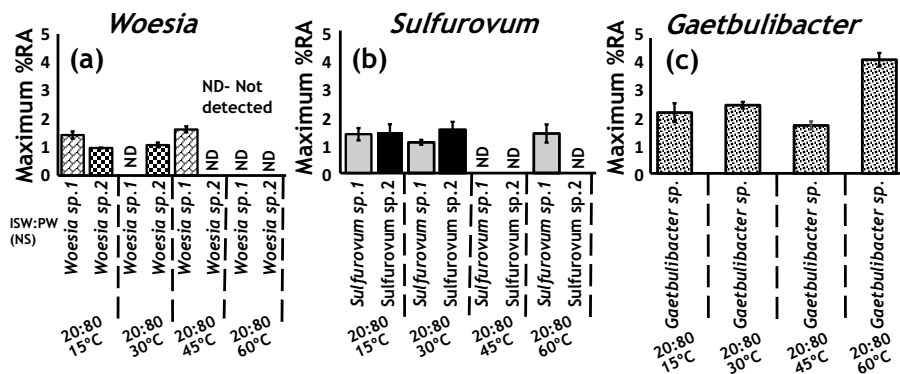 Woesia
Maximum %RA
5
4
3
2
1
0
(a)
ND- Not
detected
ND
ND
ND
ND
ISW:PW
(NS)
Woesia sp.1
Woesia sp.2
Woesia sp.1
Woesia sp.2
Woesia sp.1
Woesia sp.2
Woesia sp.1
Woesia sp.2
20:80
15°C
20:80
30°C
20:80
45°C
20:80
60°C
Sulfurovum
Maximum %RA
5
4
3
2
1
0
(b)
ND
ND
ND
Sulfurovum sp.1
Sulfurovum sp.2
Sulfurovum sp.1
Sulfurovum sp.2
Sulfurovum sp.1
Sulfurovum sp.2
Sulfurovum sp.1
Sulfurovum sp.2
20:80
15°C
20:80
30°C
20:80
45°C
20:80
60°C
Gaetbulibacter
Maximum %RA
5
4
3
2
1
0
(c)
Gaetbulibacter sp.
Gaetbulibacter sp.
Gaetbulibacter sp.
Gaetbulibacter sp.
20:80
15°C
20:80
30°C
20:80
45°C
20:80
60°C